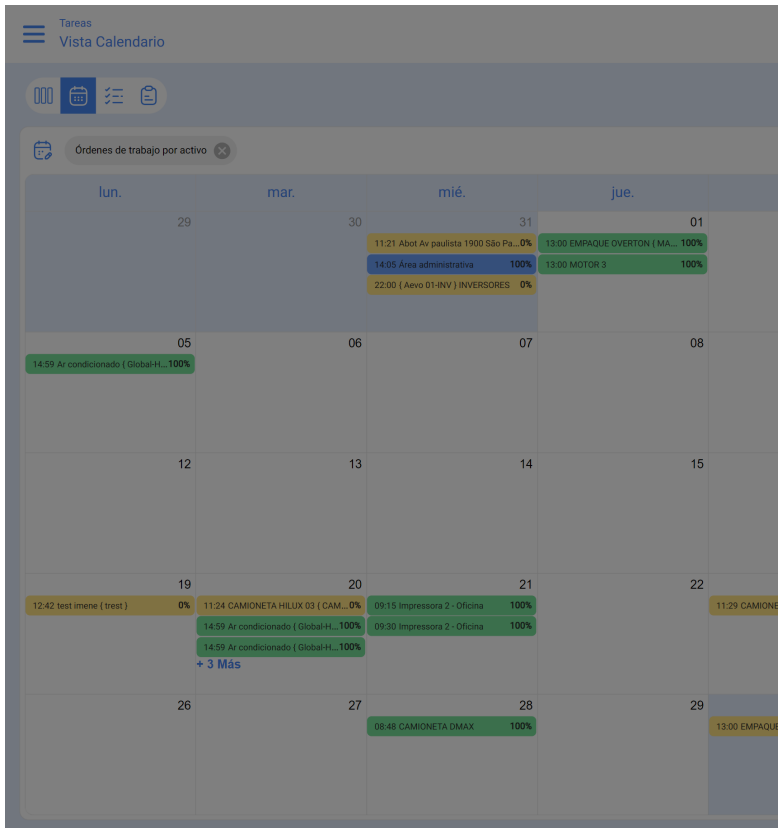 Tareas
Vista Calendario
Órdenes de trabajo por activo
lun. mar. mié. jue.
29 30 31 01
11:21 Abot Av paulista 1900 São Pa... 0% 13:00 EMPAQUE OVERTON ( MA... 100%
14:05 Área administrativa 100% 13:00 MOTOR 3 100%
22:00 ( Aevo 01-INV ) INVERSORES 0%
05 06 07 08
14:59 Ar condicionado ( Global-H... 100%
12 13 14 15
19 20 21 22
12:42 test imene ( trest ) 0% 11:24 CAMIONETA HILUX 03 ( CAM... 0% 09:15 Impressora 2 - Oficina 100% 11:29 CAMIONE
14:59 Ar condicionado ( Global-H... 100% 09:30 Impressora 2 - Oficina 100%
14:59 Ar condicionado ( Global-H... 100%
+ 3 Más
26 27 28 29
08:48 CAMIONETA DMAX 100% 13:00 EMPAQUE